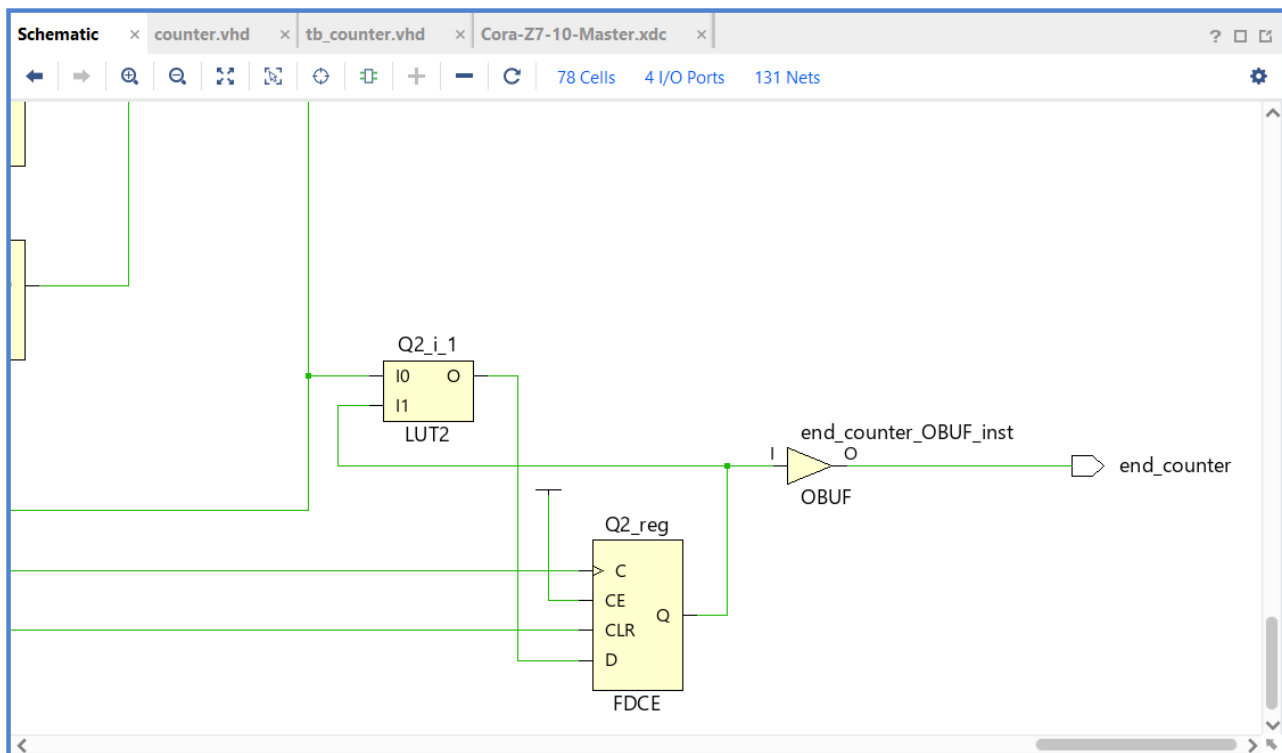 Schematic × counter.vhd × tb_counter.vhd × Cora-Z7-10-Master.xdc × ?
78 Cells 4 I/O Ports 131 Nets
Q2_i_1
I0 O
I1
LUT2
end_counter_OBUF_inst
I O
end_counter
OBUF
Q2_reg
C
CE
Q
CLR
D
FDCE